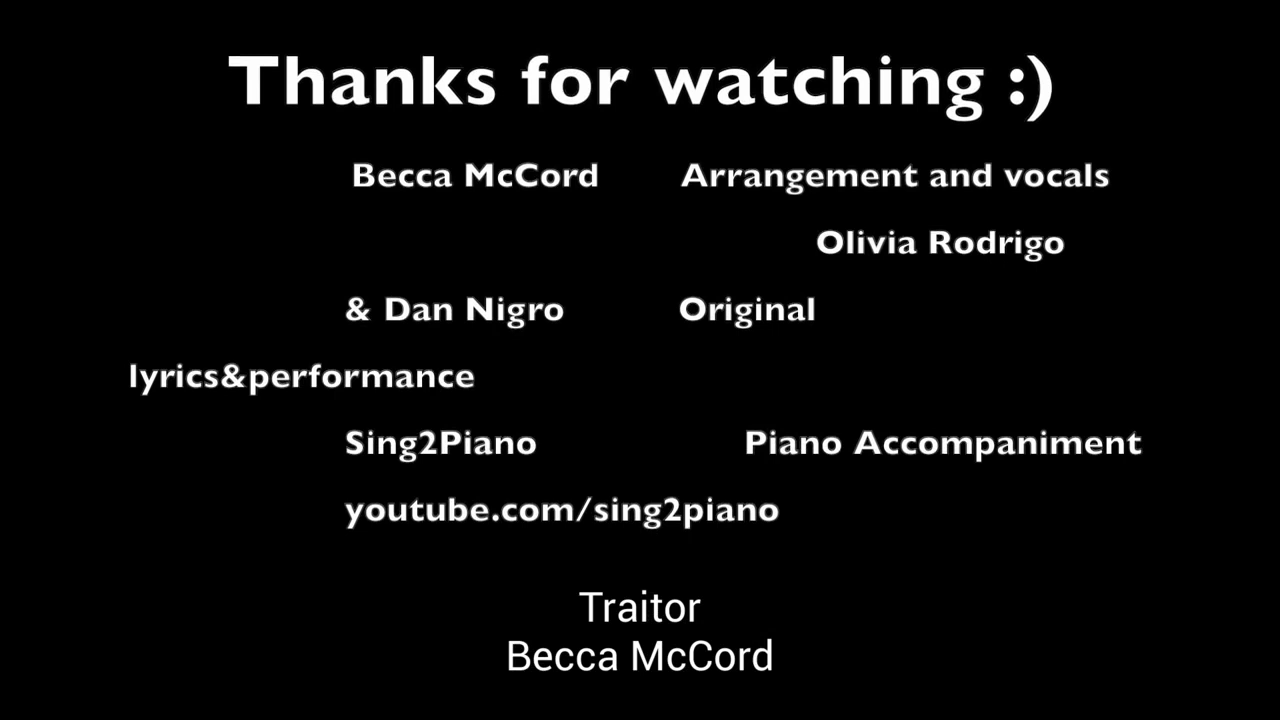 Thanks for watching :)
Becca McCord Arrangement and vocals
Olivia Rodrigo
& Dan Nigro Original
lyrics&performance
Sing2Piano Piano Accompaniment
youtube.com/sing2piano
Traitor
Becca McCord